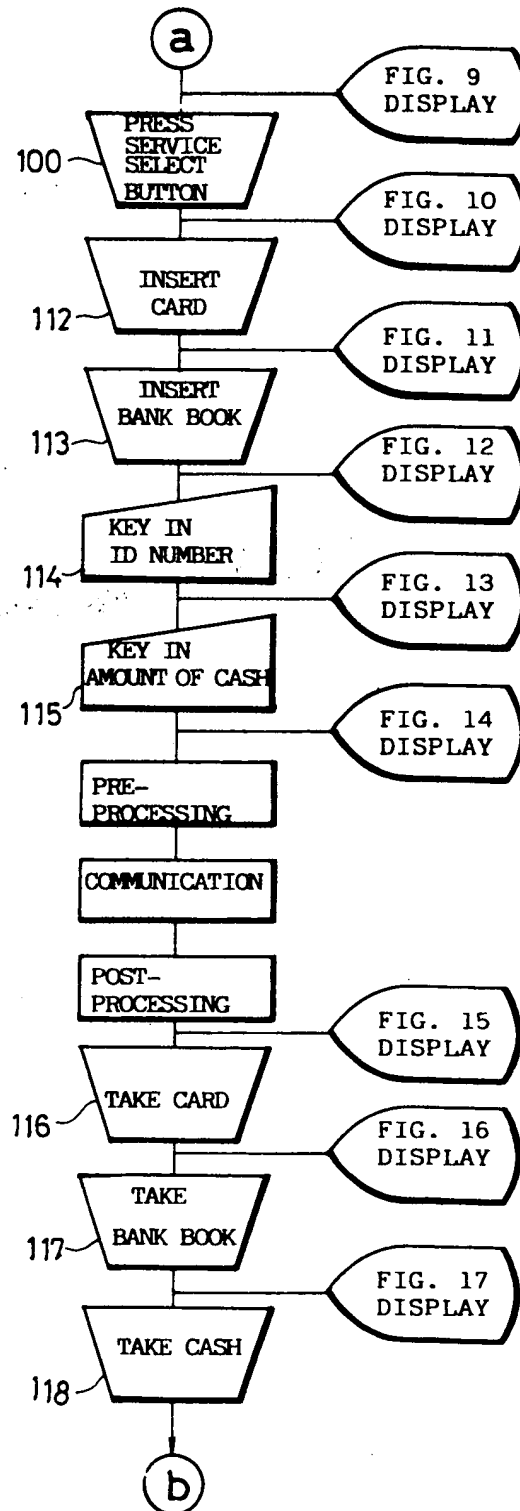 a
FIG. 9
DISPLAY
PRESS
SERVICE
SELECT
BUTTON
100
FIG. 10
DISPLAY
INSERT
CARD
112
FIG. 11
DISPLAY
INSERT
BANK BOOK
113
FIG. 12
DISPLAY
KEY IN
ID NUMBER
114
FIG. 13
DISPLAY
KEY IN
AMOUNT OF CASH
115
FIG. 14
DISPLAY
PRE-
PROCESSING
COMMUNICATION
POST-
PROCESSING
FIG. 15
DISPLAY
TAKE CARD
116
FIG. 16
DISPLAY
TAKE
BANK BOOK
117
FIG. 17
DISPLAY
TAKE CASH
118
b